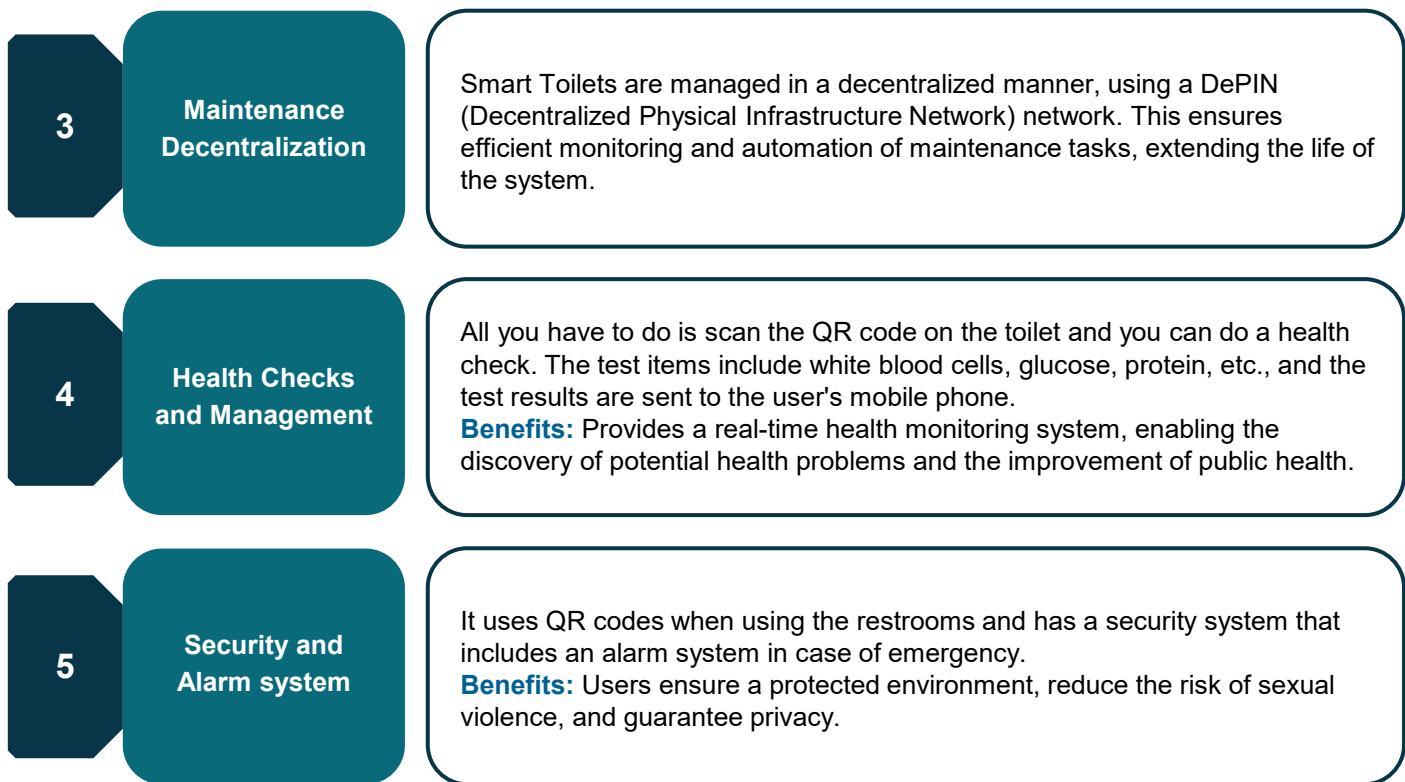 3
Maintenance
Decentralization
Smart Toilets are managed in a decentralized manner, using a DePIN
(Decentralized Physical Infrastructure Network) network. This ensures
efficient monitoring and automation of maintenance tasks, extending the life of
the system.
4
Health Checks
and Management
All you have to do is scan the QR code on the toilet and you can do a health
check. The test items include white blood cells, glucose, protein, etc., and the
test results are sent to the user's mobile phone.
Benefits: Provides a real-time health monitoring system, enabling the
discovery of potential health problems and the improvement of public health.
5
Security and
Alarm system
It uses QR codes when using the restrooms and has a security system that
includes an alarm system in case of emergency.
Benefits: Users ensure a protected environment, reduce the risk of sexual
violence, and guarantee privacy.